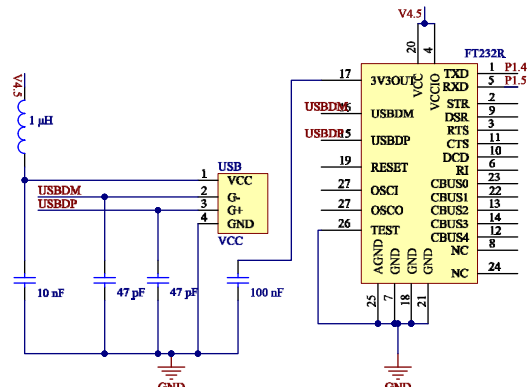 V4.5
FT232R
20
4
VCC
VCCIO
17
3V3OUT
TXD
1
P1.4
RXD
5
P1.5
V4.5
1 μH
USBDM
16
USBDM
STR
2
DSR
9
USBDP
15
USBDP
RTS
3
CTS
11
19
RESET
DCD
10
RI
6
27
OSCI
CBUS0
23
CBUS1
22
27
OSCO
CBUS2
13
CBUS3
14
26
TEST
CBUS4
12
NC
8
NC
24
AGND
GND
GND
GND
25
7
18
21
USB
1
VCC
USBDM
2
G-
USBDP
3
G+
4
GND
VCC
10 nF
47 pF
47 pF
100 nF
GND
GND